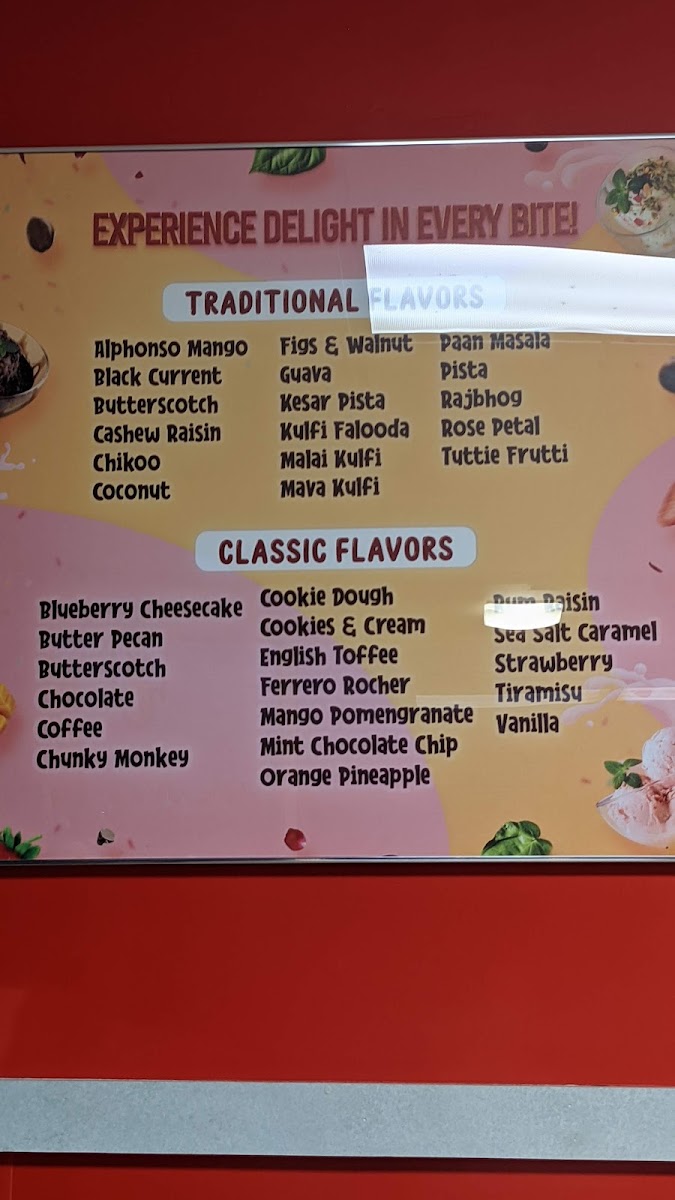 EXPERIENCE DELIGHT IN EVERY BITE!
TRADITIONAL FLAVORS
Alphonso Mango
Black Current
Butterscotch
Cashew Raisin
Chikoo
Coconut
Figs & Walnut
Guava
Kesar Pista
Kulfi Falooda
Malai Kulfi
Mava Kulfi
Paan Masala
Pista
Rajbhog
Rose Petal
Tuttie Frutti
CLASSIC FLAVORS
Blueberry Cheesecake
Butter Pecan
Butterscotch
Chocolate
Coffee
Chunky Monkey
Cookie Dough
Cookies & Cream
English Toffee
Ferrero Rocher
Mango Pomengranate
Mint Chocolate Chip
Orange Pineapple
Rum Raisin
Sea Salt Caramel
Strawberry
Tiramisu
Vanilla